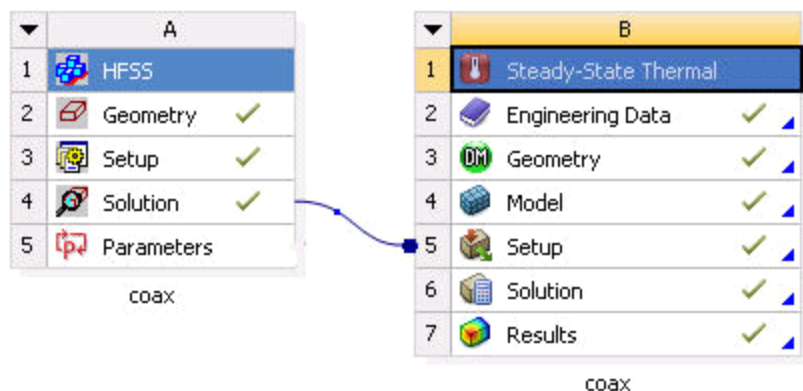 A
1 HFSS
2 Geometry
3 Setup
4 Solution
5 Parameters
coax
B
1 Steady-State Thermal
2 Engineering Data
3 DM Geometry
4 Model
5 Setup
6 Solution
7 Results
coax